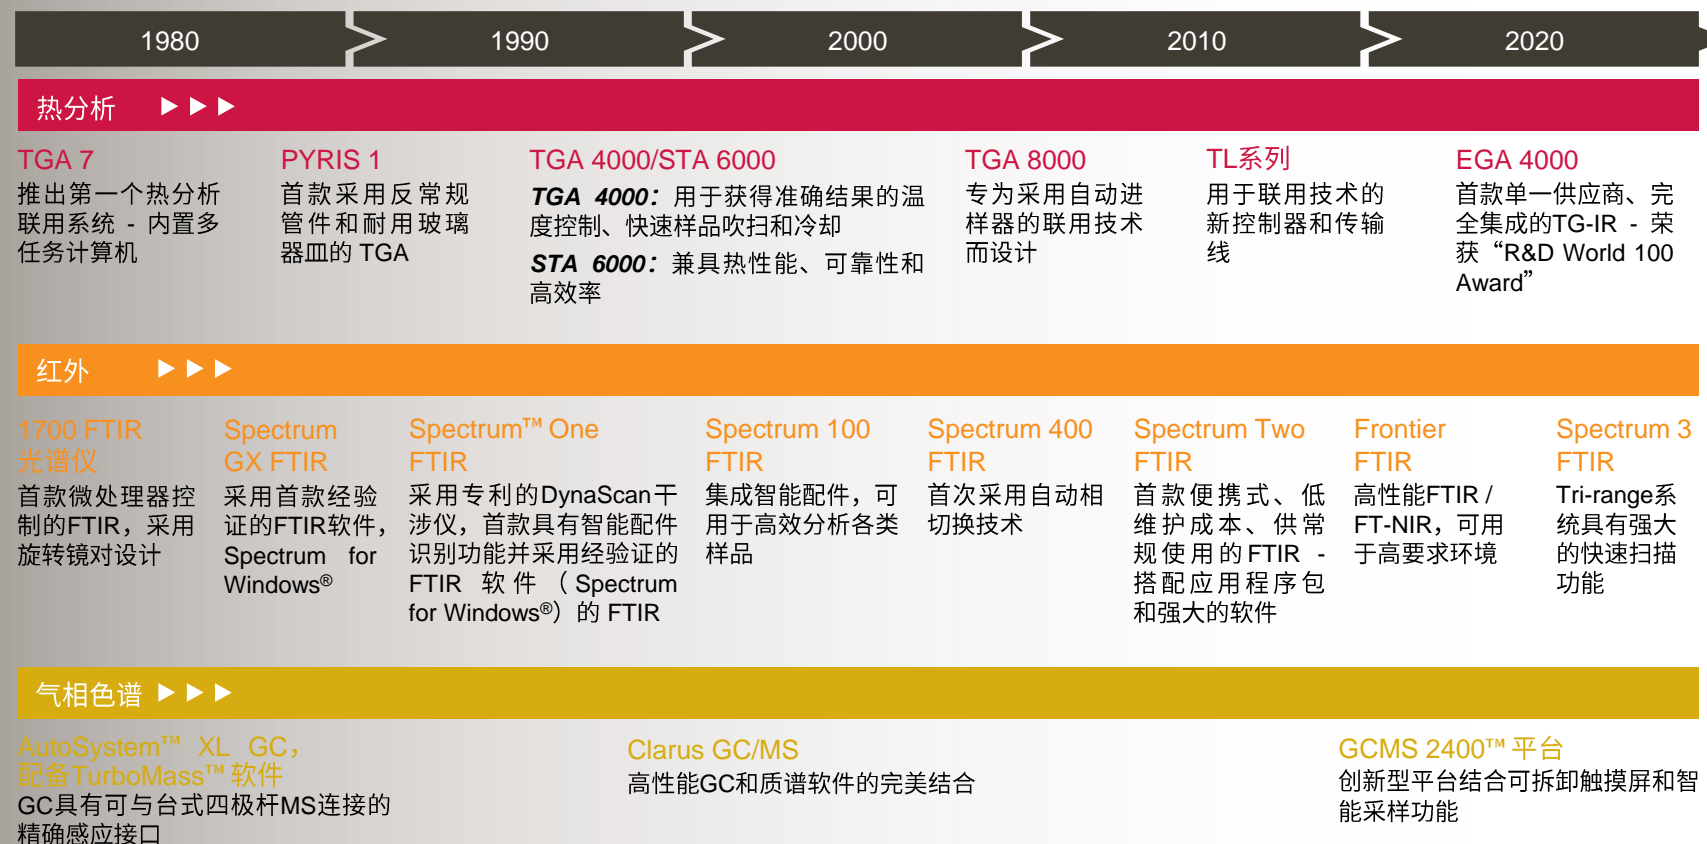 1980
1990
2000
2010
2020
热分析
TGA 7
推出第一个热分析
联用系统 - 内置多
任务计算机
PYRIS 1
首款采用反常规
管件和耐用玻璃
器皿的 TGA
TGA 4000/STA 6000
TGA 4000：用于获得准确结果的温
度控制、快速样品吹扫和冷却
STA 6000：兼具热性能、可靠性和
高效率
TGA 8000
专为采用自动进
样器的联用技术
而设计
TL系列
用于联用技术的
新控制器和传输
线
EGA 4000
首款单一供应商、完
全集成的TG-IR - 荣
获“R&D World 100
Award”
红外
1700 FTIR
光谱仪
首款微处理器控
制的FTIR，采用
旋转镜对设计
Spectrum
GX FTIR
采用首款经验
证的FTIR软件，
Spectrum for
Windows®
Spectrum™ One
FTIR
采用专利的DynaScan干
涉仪，首款具有智能配件
识别功能并采用经验证的
FTIR 软件（Spectrum
for Windows®）的 FTIR
Spectrum 100
FTIR
集成智能配件，可
用于高效分析各类
样品
Spectrum 400
FTIR
首次采用自动相
切换技术
Spectrum Two
FTIR
首款便携式、低
维护成本、供常
规使用的FTIR -
搭配应用程序包
和强大的软件
Frontier
FTIR
高性能FTIR /
FT-NIR，可用
于高要求环境
Spectrum 3
FTIR
Tri-range系
统具有强大
的快速扫描
功能
气相色谱
AutoSystem™ XL GC，
配备TurboMass™ 软件
GC具有可与台式四极杆MS连接的
精确感应接口
Clarus GC/MS
高性能GC和质谱软件的完美结合
GCMS 2400™ 平台
创新型平台结合可拆卸触摸屏和智
能采样功能